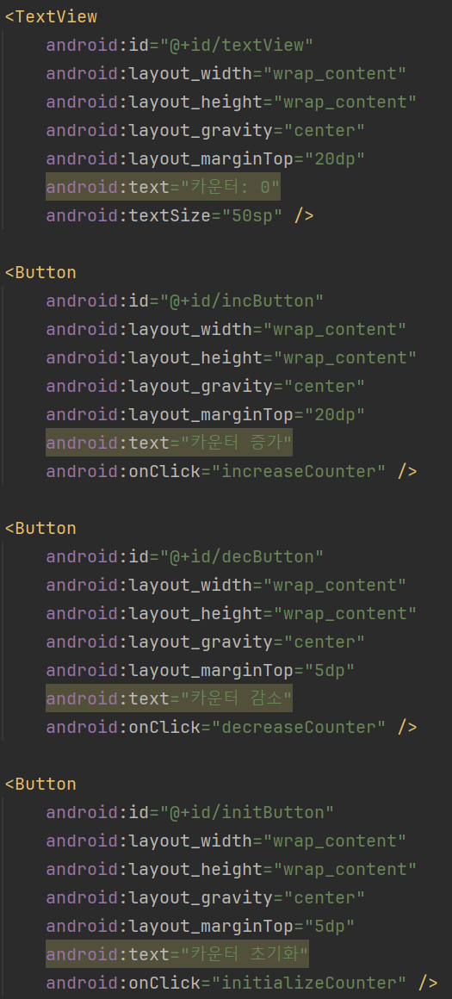 <TextView
    android:id="@+id/textView"
    android:layout_width="wrap_content"
    android:layout_height="wrap_content"
    android:layout_gravity="center"
    android:layout_marginTop="20dp"
    android:text="카운터: 0"
    android:textSize="50sp" />

<Button
    android:id="@+id/incButton"
    android:layout_width="wrap_content"
    android:layout_height="wrap_content"
    android:layout_gravity="center"
    android:layout_marginTop="20dp"
    android:text="카운터 증가"
    android:onClick="increaseCounter" />

<Button
    android:id="@+id/decButton"
    android:layout_width="wrap_content"
    android:layout_height="wrap_content"
    android:layout_gravity="center"
    android:layout_marginTop="5dp"
    android:text="카운터 감소"
    android:onClick="decreaseCounter" />

<Button
    android:id="@+id/initButton"
    android:layout_width="wrap_content"
    android:layout_height="wrap_content"
    android:layout_gravity="center"
    android:layout_marginTop="5dp"
    android:text="카운터 초기화"
    android:onClick="initializeCounter" />